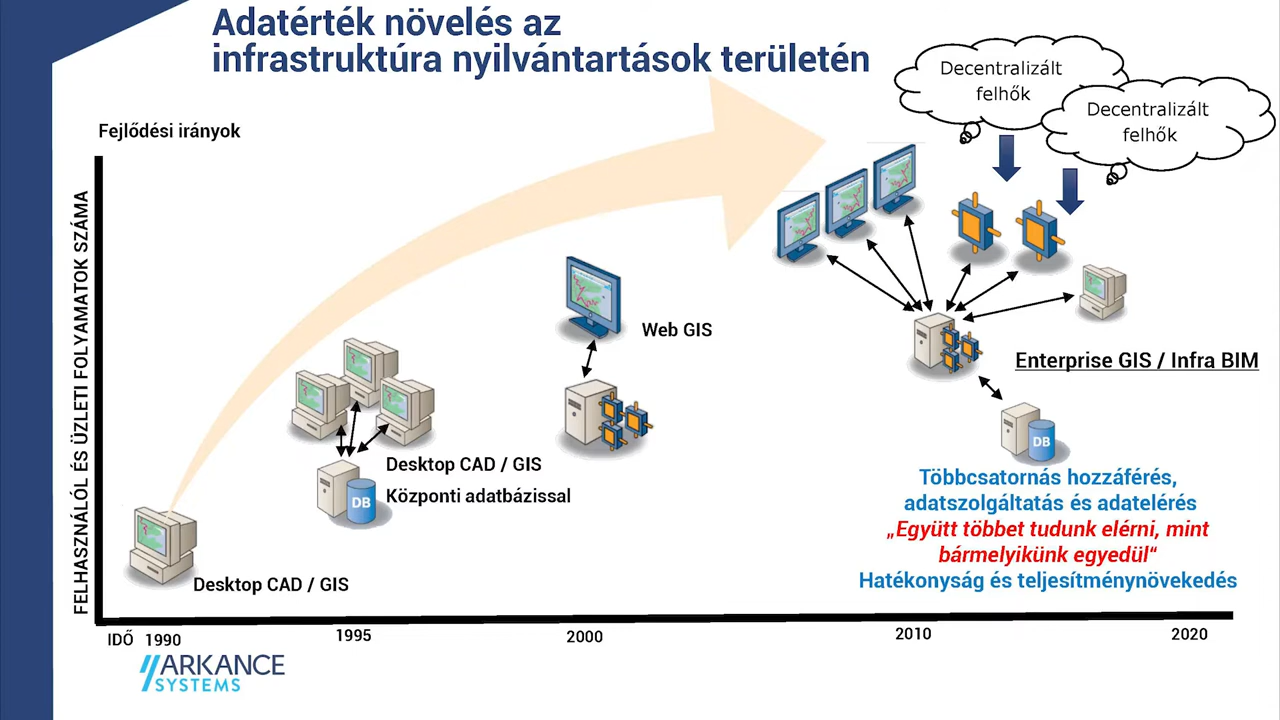 Adatérték növelés az
infrastruktúra nyilvántartások területén
Decentralizált
felhők
Decentralizált
felhők
Fejlődési irányok
FELHASZNÁLÓL ÉS ÜZLETI FOLYAMATOK SZÁMA
Web GIS
Enterprise GIS / Infra BIM
DB
Desktop CAD / GIS
Központi adatbázissal
DB
Desktop CAD / GIS
Többcsatornás hozzáférés,
adatszolgáltatás és adatelérés
„Együtt többet tudunk elérni, mint
bármelyikünk egyedül“
Hatékonyság és teljesítménynövekedés
IDŐ 1990
1995
2000
2010
2020
ARKANCE
SYSTEMS